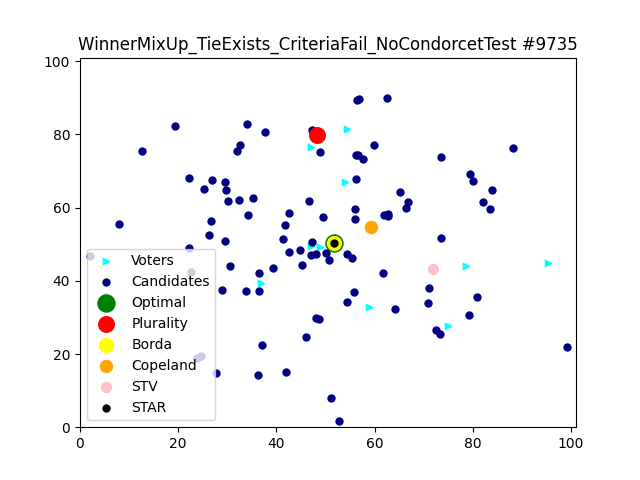 WinnerMixUp_TieExists_CriteriaFail_NoCondorcetTest #9735
100
80
60
40
20
0
Voters
Candidates
Optimal
Plurality
Borda
Copeland
STV
STAR
0 20 40 60 80 100